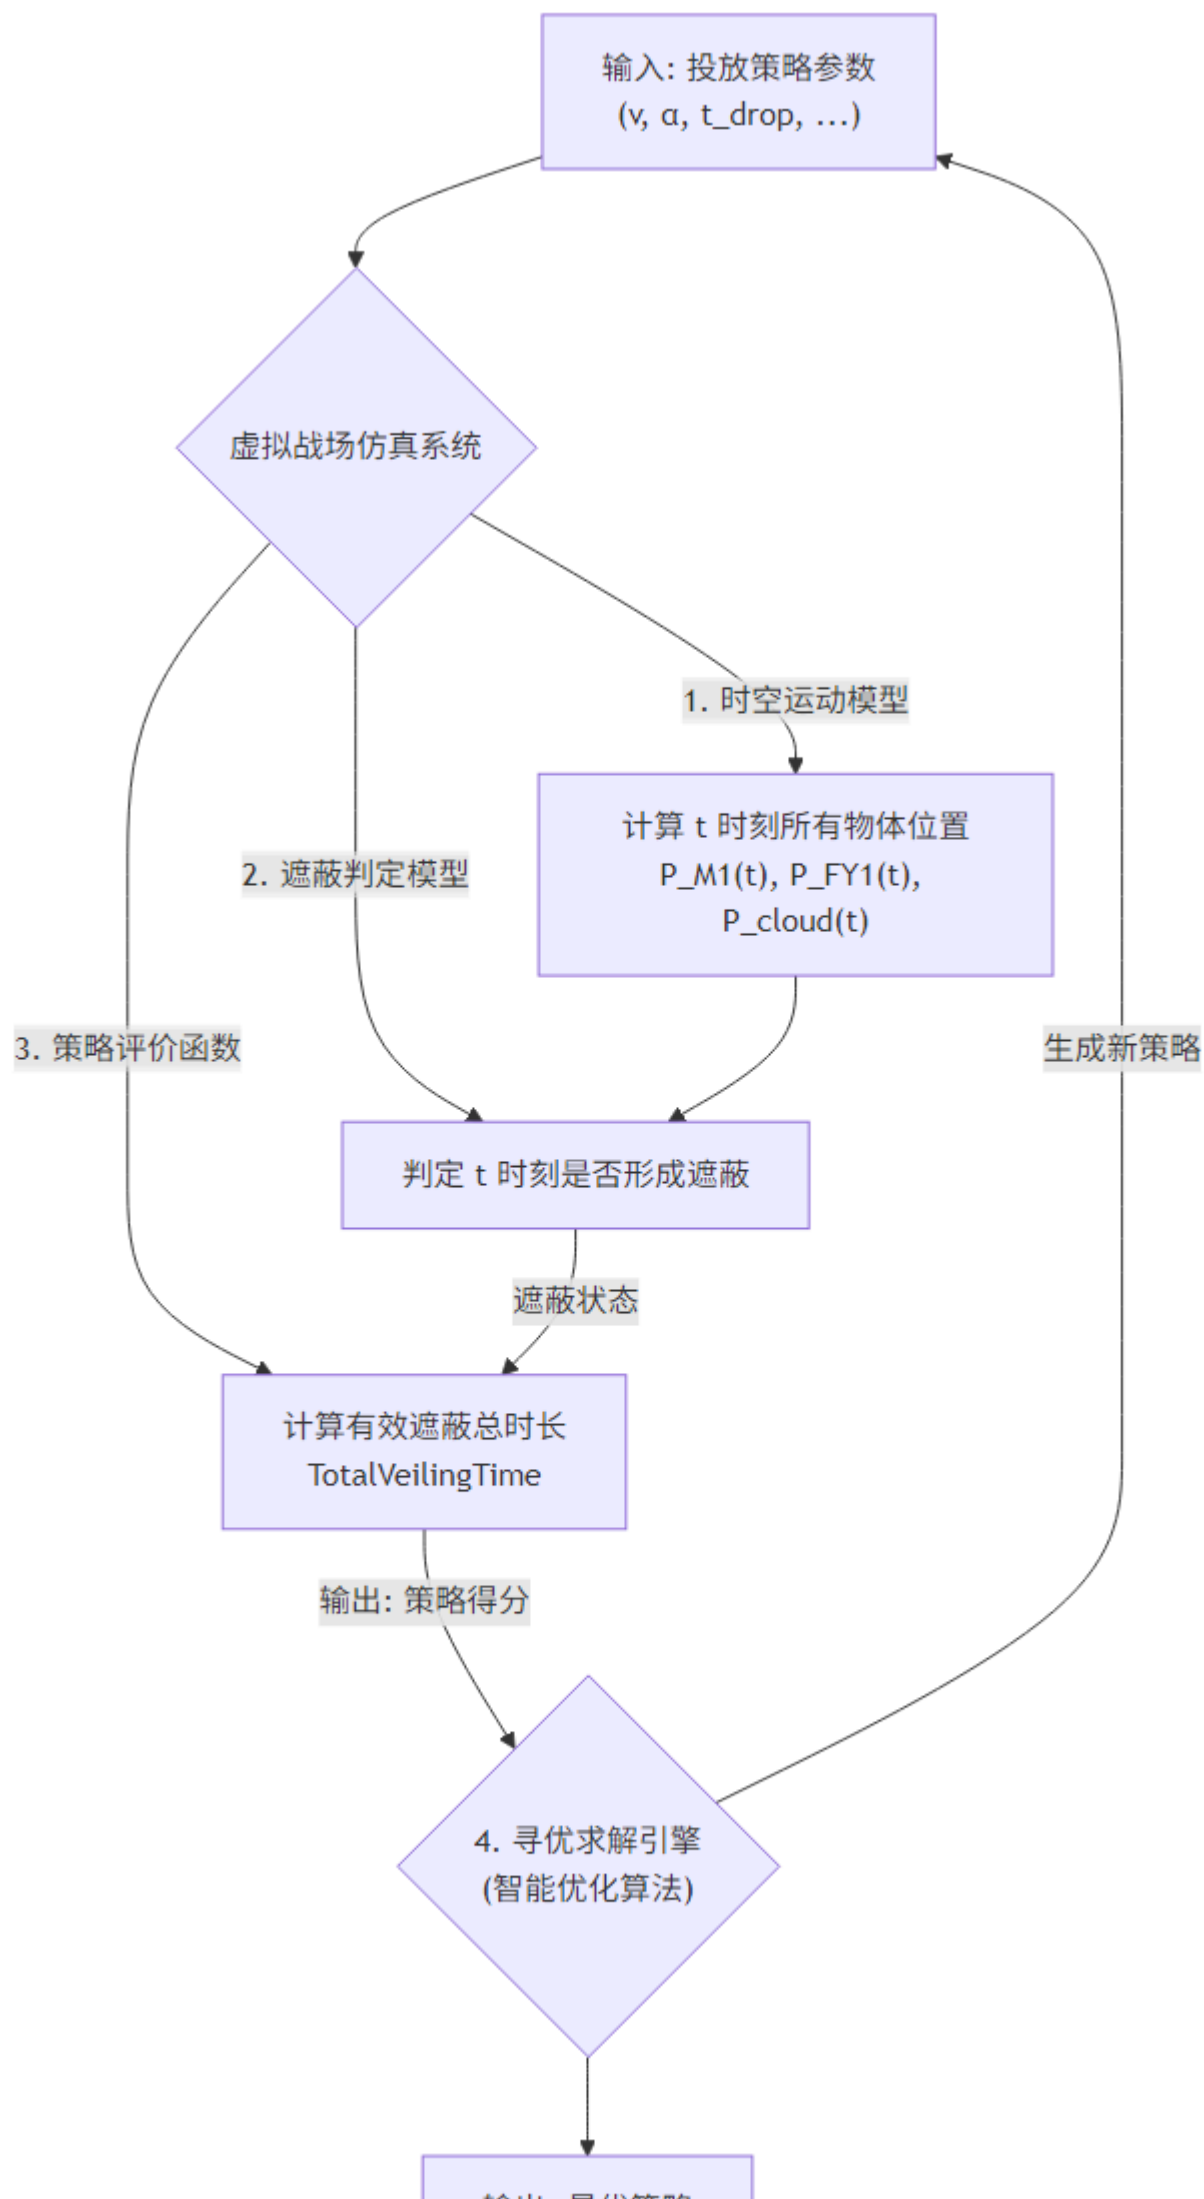 输入: 投放策略参数
(v, α, t_drop, ...)
虚拟战场仿真系统
1. 时空运动模型
计算 t 时刻所有物体位置
P_M1(t), P_FY1(t),
P_cloud(t)
2. 遮蔽判定模型
3. 策略评价函数
生成新策略
判定 t 时刻是否形成遮蔽
遮蔽状态
计算有效遮蔽总时长
TotalVeilingTime
输出: 策略得分
4. 寻优求解引擎
(智能优化算法)